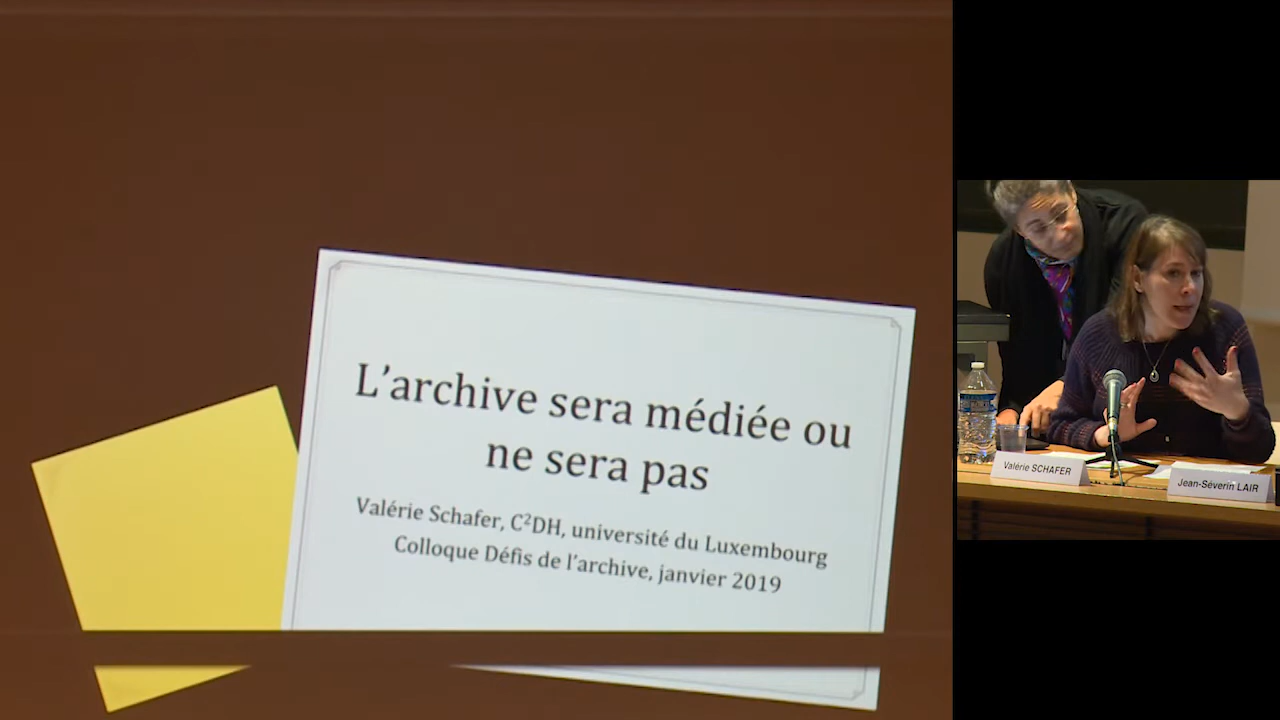 L'archive sera médiée ou
ne sera pas
Valérie Schafer, C²DH, université du Luxembourg
Colloque Défis de l'archive, janvier 2019
Valérie SCHAFER
Jean-Séverin LAIR